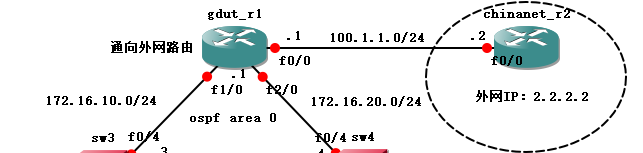 gdut_r1
chinanet_r2
通向外网路由
.1
100.1.1.0/24
.2
f0/0
f0/0
.1
f1/0
f2/0
外网IP: 2.2.2.2
172.16.10.0/24
172.16.20.0/24
ospf area 0
sw3
f0/4
f0/4
sw4